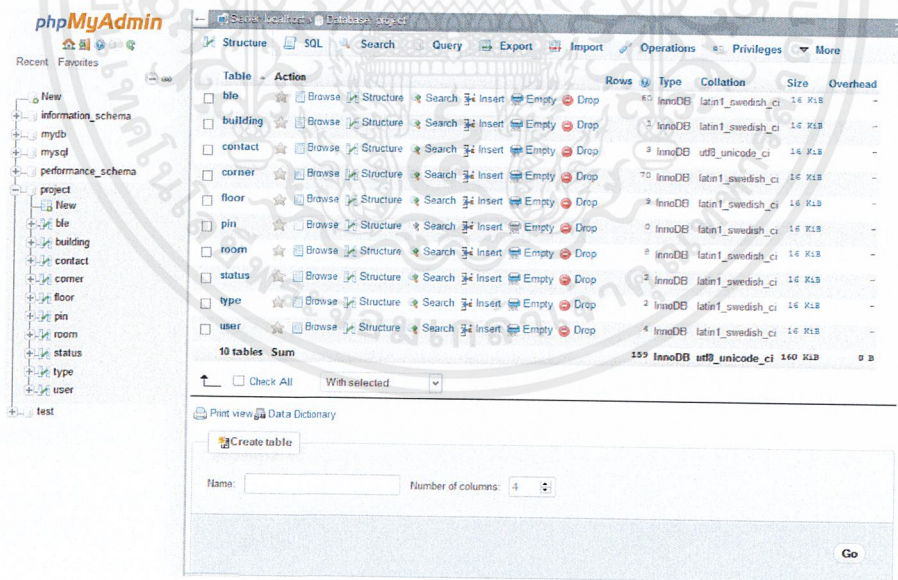 phpMyAdmin
Recent Favorites
New
information_schema
mydb
mysql
performance_schema
project
New
ble
building
contact
corner
floor
pin
room
status
type
user
test
Server: localhost » Database: project
Structure SQL Search Query Export Import Operations Privileges More
Table Action Rows Type Collation Size Overhead
ble Browse Structure Search Insert Empty Drop 60 InnoDB latin1_swedish_ci 16 KiB -
building Browse Structure Search Insert Empty Drop InnoDB latin1_swedish_ci 16 KiB -
contact Browse Structure Search Insert Empty Drop 3 InnoDB utf8_unicode_ci 16 KiB -
corner Browse Structure Search Insert Empty Drop 70 InnoDB latin1_swedish_ci 16 KiB -
floor Browse Structure Search Insert Empty Drop 9 InnoDB latin1_swedish_ci 16 KiB -
pin Browse Structure Search Insert Empty Drop 0 InnoDB latin1_swedish_ci 16 KiB -
room Browse Structure Search Insert Empty Drop InnoDB latin1_swedish_ci 16 KiB -
status Browse Structure Search Insert Empty Drop 2 InnoDB latin1_swedish_ci 16 KiB -
type Browse Structure Search Insert Empty Drop 2 InnoDB latin1_swedish_ci 16 KiB -
user Browse Structure Search Insert Empty Drop 4 InnoDB latin1_swedish_ci 16 KiB -
10 tables Sum 159 InnoDB utf8_unicode_ci 160 KiB 0 B
Check All With selected
Print view Data Dictionary
Create table
Name: Number of columns: 4
Go